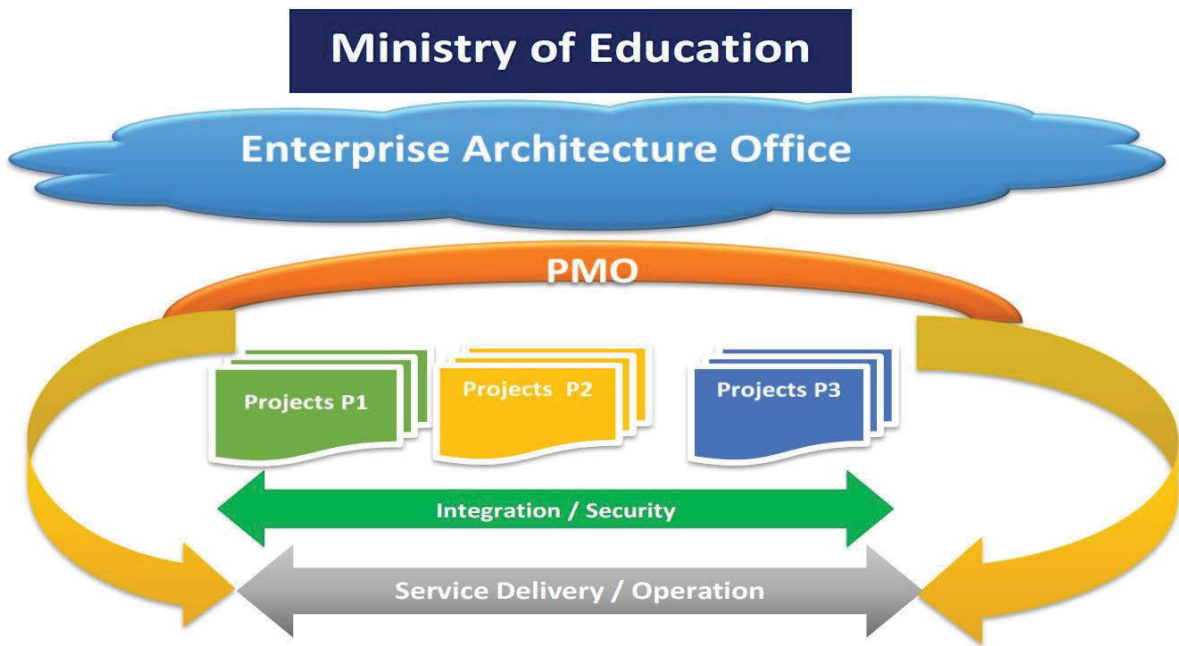 Ministry of Education
Enterprise Architecture Office
PMO
Projects P1
Projects P2
Projects P3
Integration / Security
Service Delivery / Operation